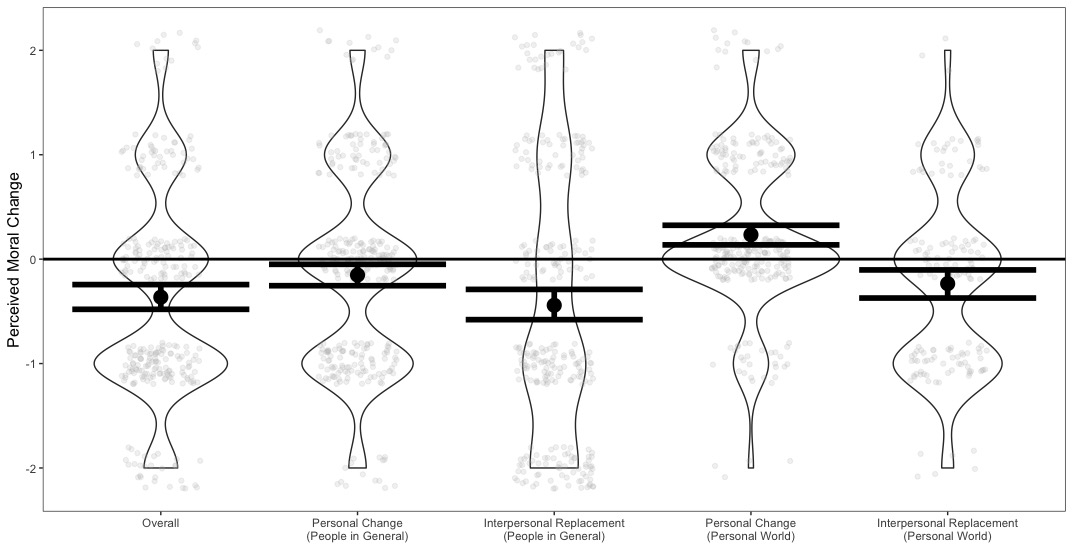 Perceived Moral Change
2
1
0
-1
-2
Overall
Personal Change
(People in General)
Interpersonal Replacement
(People in General)
Personal Change
(Personal World)
Interpersonal Replacement
(Personal World)